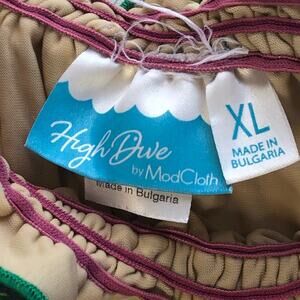 High Dive
by ModCloth
XL
MADE IN
BULGARIA
Made in Bulgaria